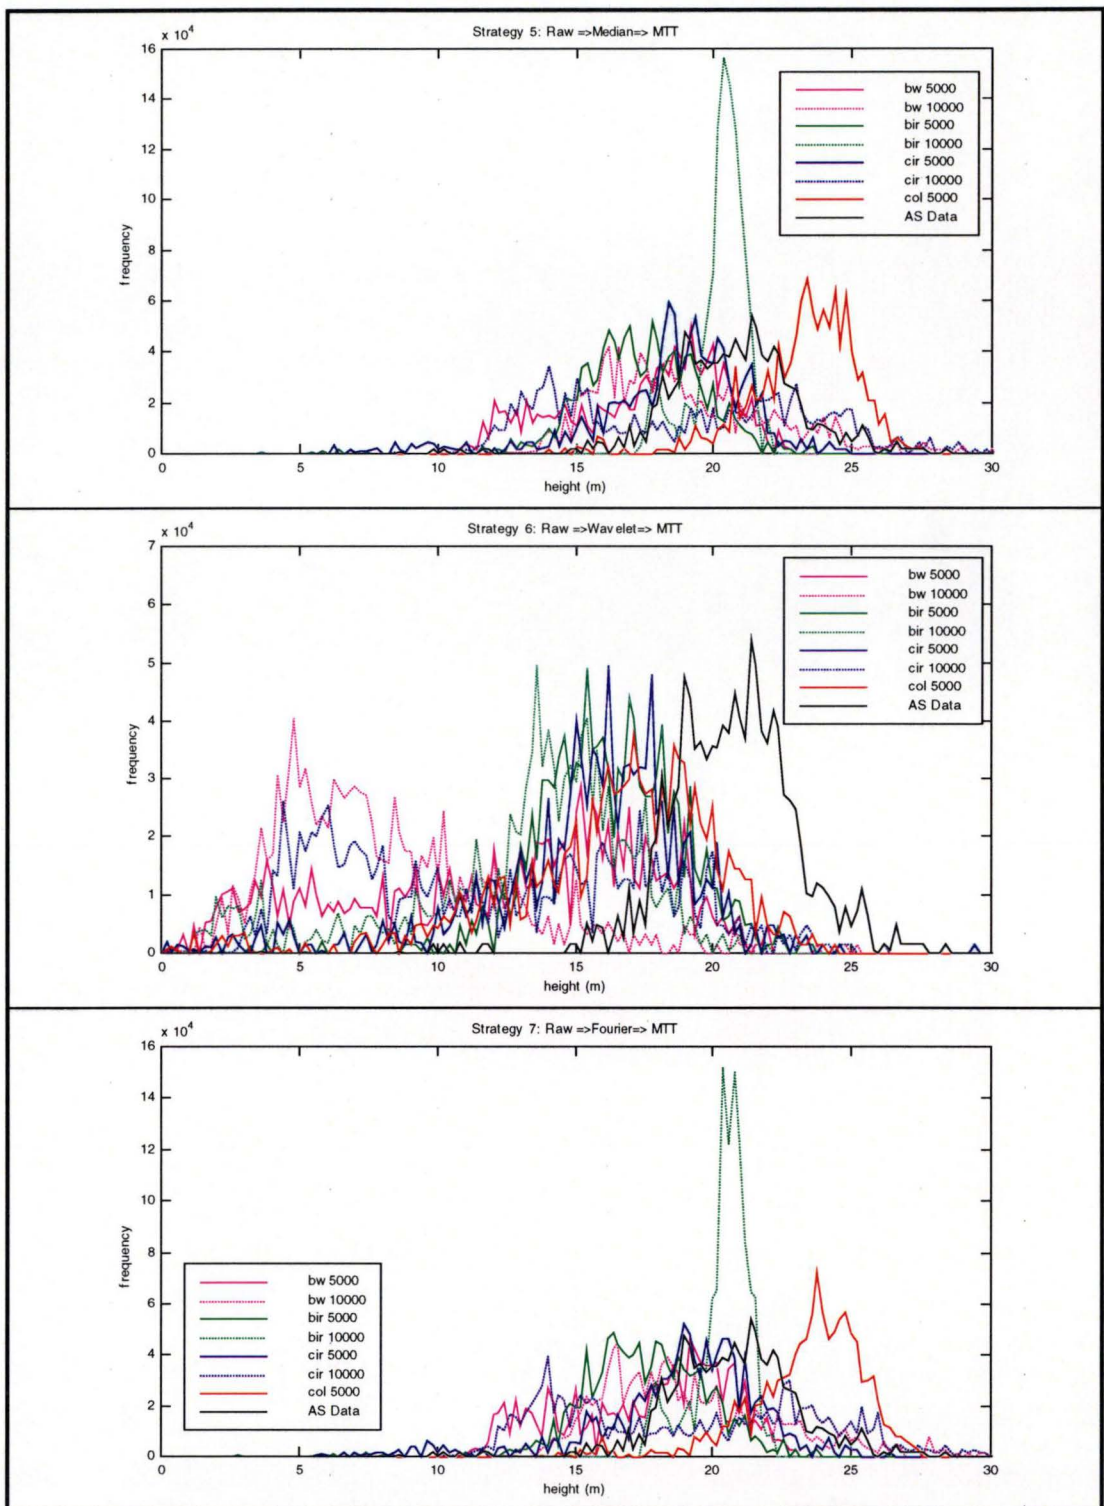 Strategy 5: Raw =>Median=> MTT
x 10⁴
16
14
12
10
8
6
4
2
0
frequency
0 5 10 15 20 25 30
height (m)
bw 5000
bw 10000
bir 5000
bir 10000
cir 5000
cir 10000
col 5000
AS Data
Strategy 6: Raw =>Wavelet=> MTT
x 10⁴
7
6
5
4
3
2
1
0
frequency
0 5 10 15 20 25 30
height (m)
bw 5000
bw 10000
bir 5000
bir 10000
cir 5000
cir 10000
col 5000
AS Data
Strategy 7: Raw =>Fourier=> MTT
x 10⁴
16
14
12
10
8
6
4
2
0
frequency
0 5 10 15 20 25 30
height (m)
bw 5000
bw 10000
bir 5000
bir 10000
cir 5000
cir 10000
col 5000
AS Data